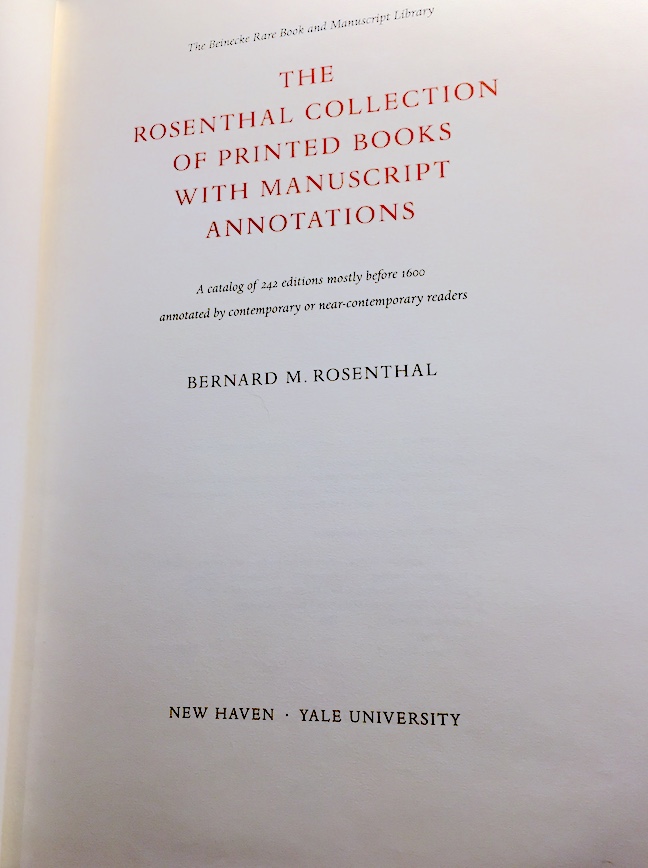 The Beinecke Rare Book and Manuscript Library
THE
ROSENTHAL COLLECTION
OF PRINTED BOOKS
WITH MANUSCRIPT
ANNOTATIONS
A catalog of 242 editions mostly before 1600
annotated by contemporary or near-contemporary readers
BERNARD M. ROSENTHAL
NEW HAVEN · YALE UNIVERSITY